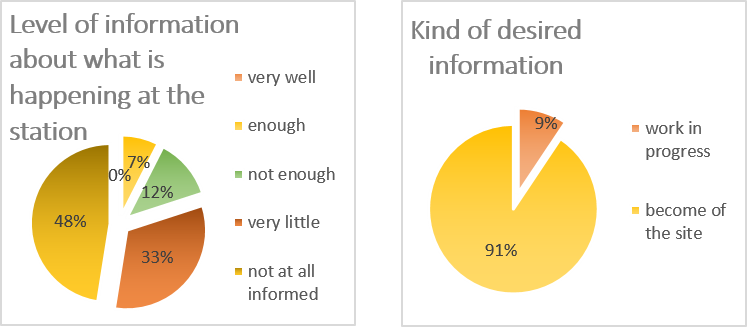 Level of information
about what is
happening at the
station
very well
enough
not enough
very little
not at all
informed
0%
7%
12%
33%
48%
Kind of desired
information
9%
91%
work in
progress
become of
the site